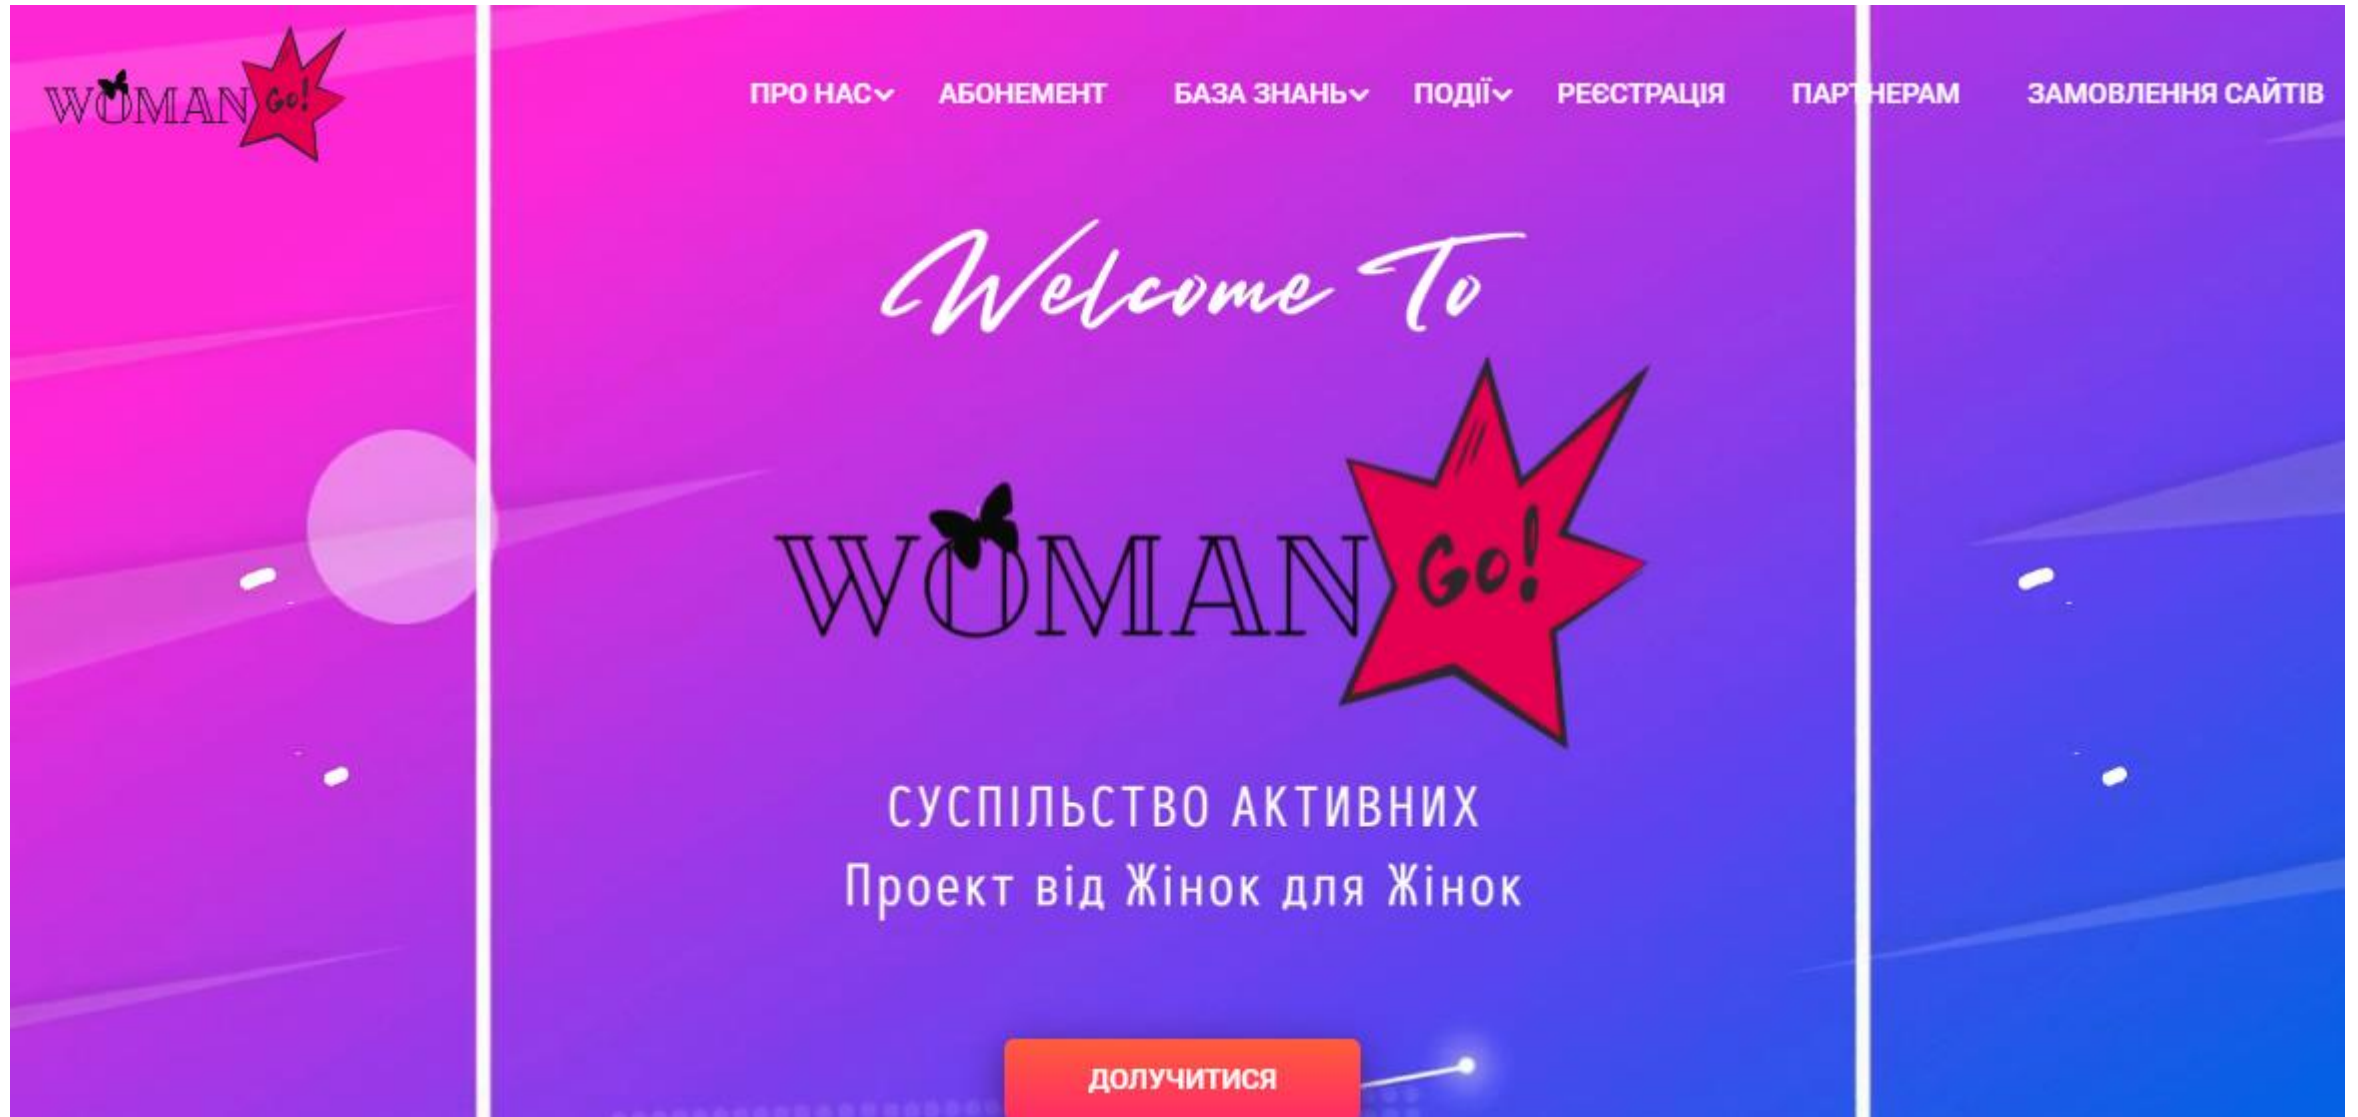 WOMAN Go!
ПРО НАС АБОНЕМЕНТ БАЗА ЗНАНЬ ПОДІЇ РЕЄСТРАЦІЯ ПАРТНЕРАМ ЗАМОВЛЕННЯ САЙТІВ
Welcome To
WOMAN Go!
СУСПІЛЬСТВО АКТИВНИХ
Проект від Жінок для Жінок
ДОЛУЧИТИСЯ